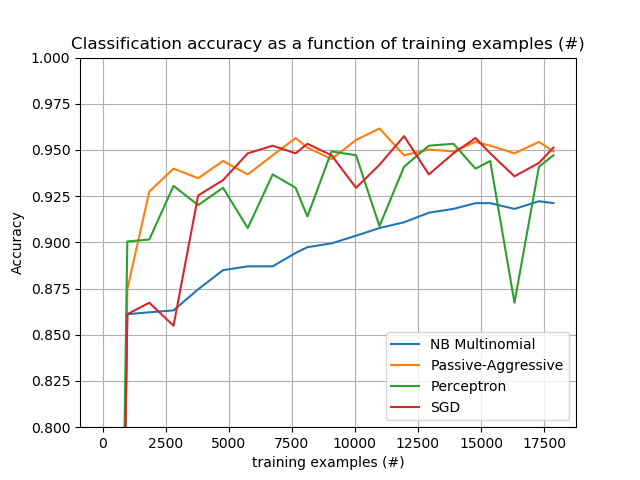 Classification accuracy as a function of training examples (#)
1.000
0.975
0.950
0.925
0.900
0.875
0.850
0.825
0.800
Accuracy
NB Multinomial
Passive-Aggressive
Perceptron
SGD
0 2500 5000 7500 10000 12500 15000 17500
training examples (#)